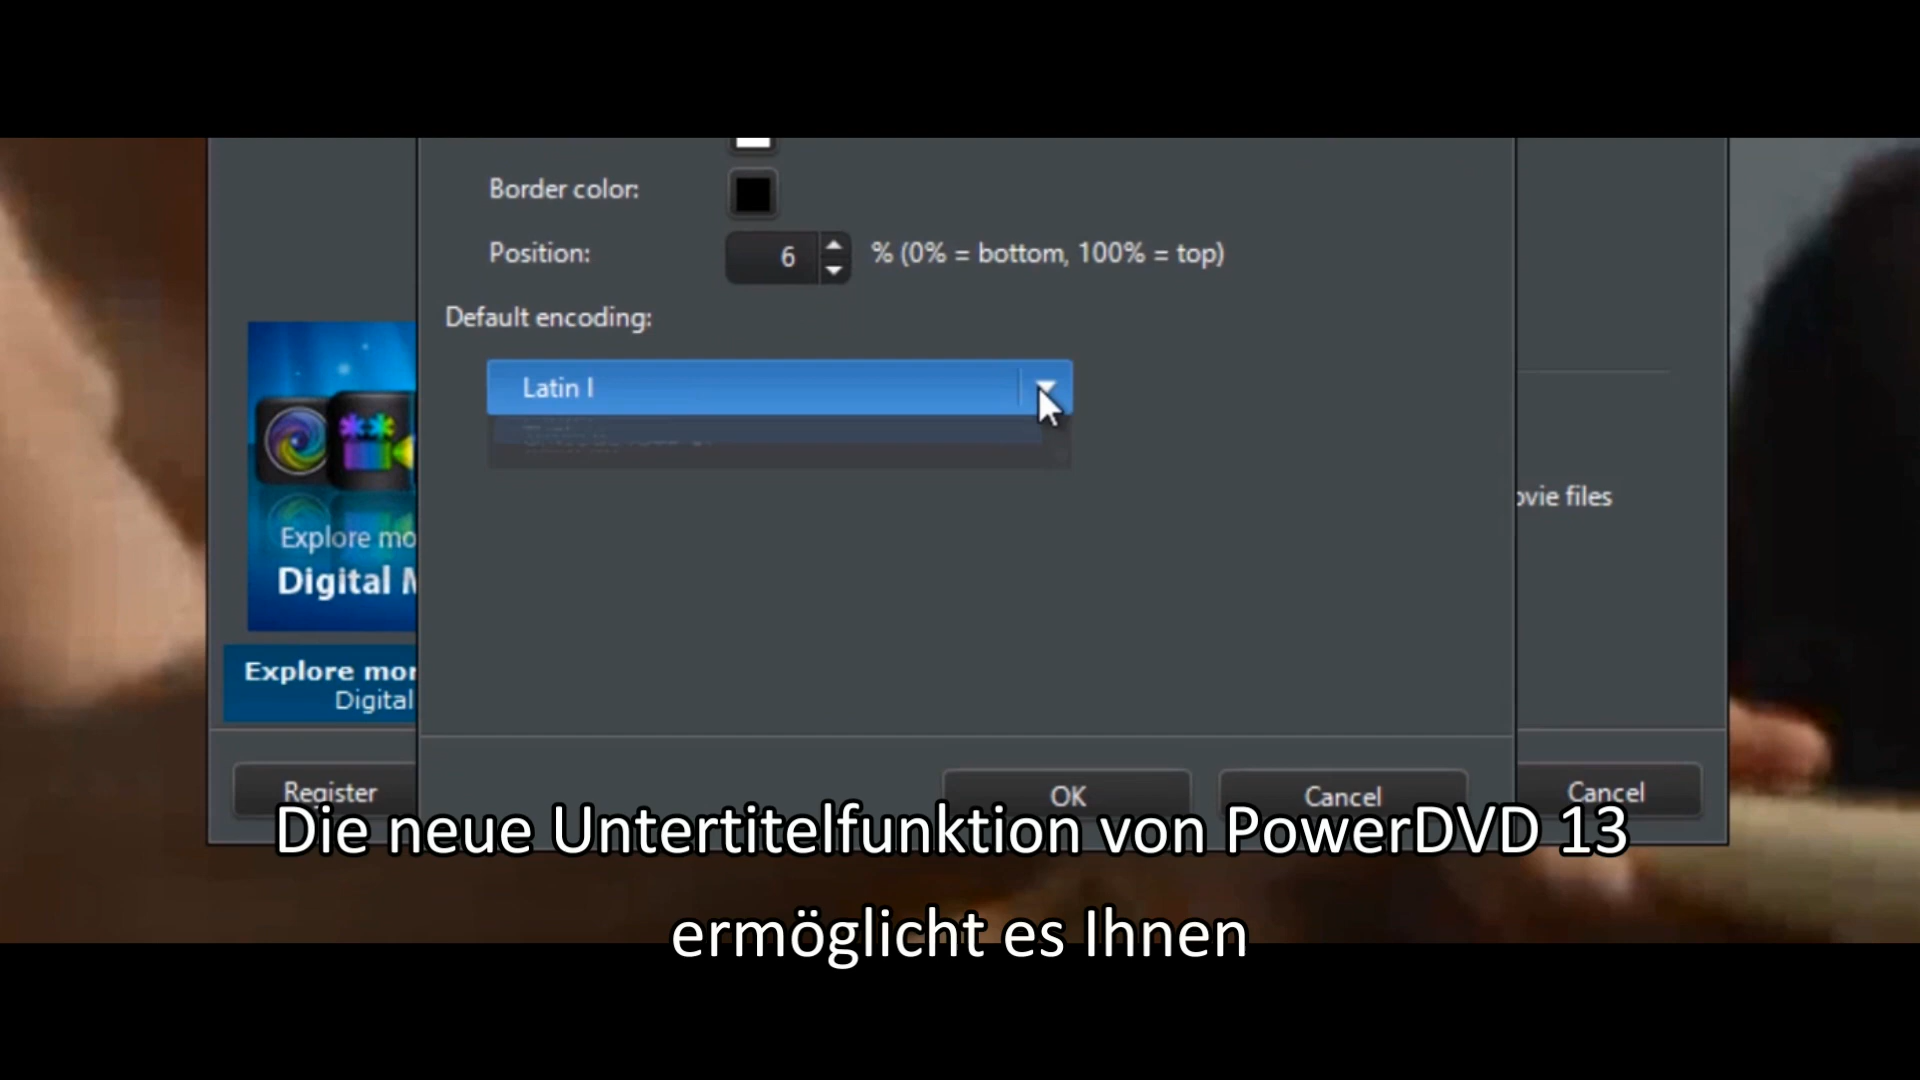 Border color:
Position: 6 % (0% = bottom, 100% = top)
Default encoding:
Latin I
ovie files
Explore mo
Digital
Explore mor
Digital
Register OK Cancel Cancel
Die neue Untertitelfunktion von PowerDVD 13
ermöglicht es Ihnen